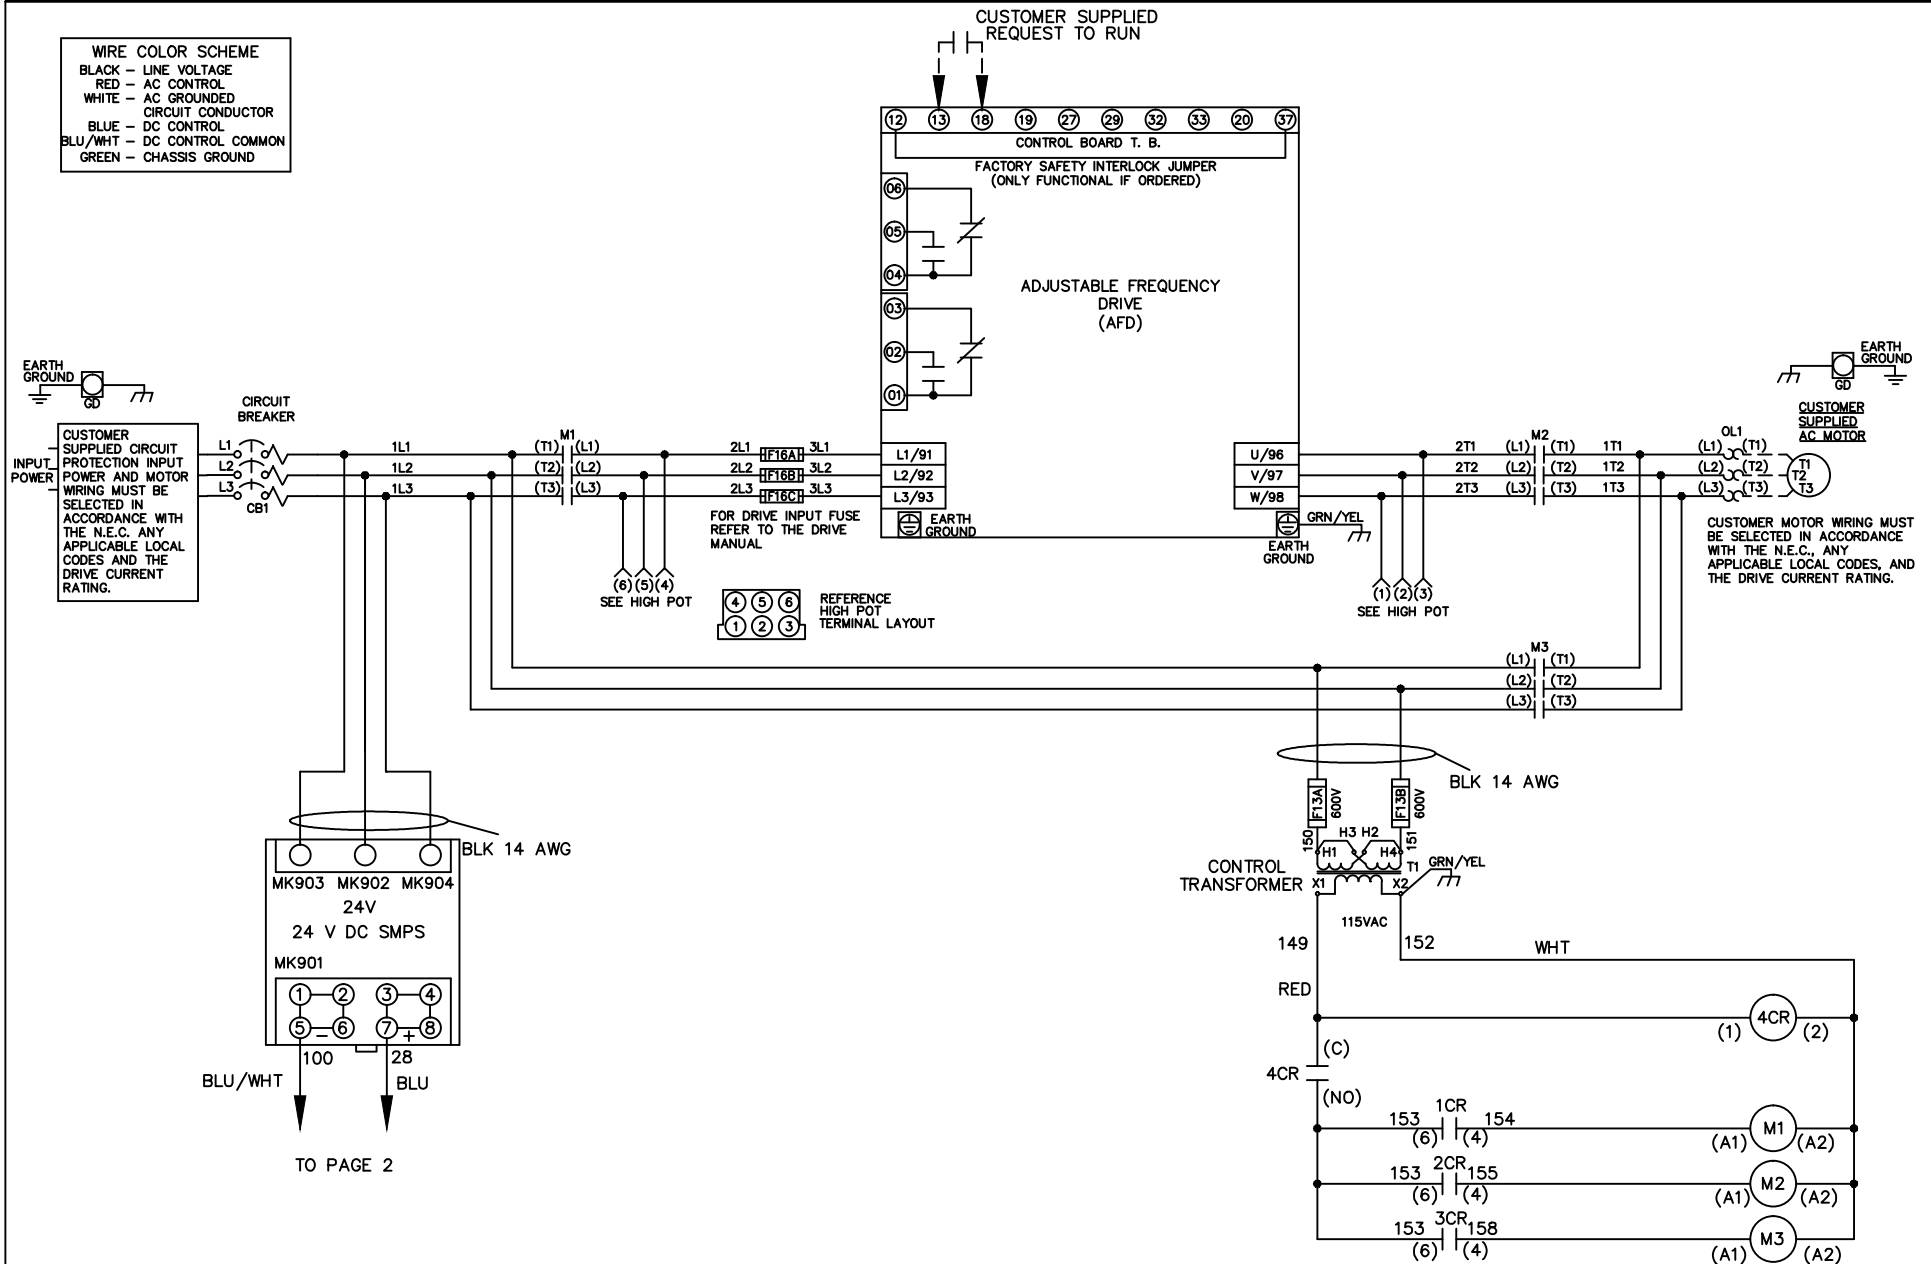 CUSTOMER SUPPLIED
REQUEST TO RUN
WIRE COLOR SCHEME
BLACK – LINE VOLTAGE
RED – AC CONTROL
WHITE – AC GROUNDED
CIRCUIT CONDUCTOR
BLUE – DC CONTROL
BLU/WHT – DC CONTROL COMMON
GREEN – CHASSIS GROUND
12 13 18 19 27 29 32 33 20 37
CONTROL BOARD T. B.
FACTORY SAFETY INTERLOCK JUMPER
(ONLY FUNCTIONAL IF ORDERED)
06
05
04
03
02
01
ADJUSTABLE FREQUENCY
DRIVE
(AFD)
EARTH
GROUND
GD
CIRCUIT
BREAKER
INPUT
POWER
CUSTOMER
SUPPLIED CIRCUIT
PROTECTION INPUT
POWER AND MOTOR
WIRING MUST BE
SELECTED IN
ACCORDANCE WITH
THE N.E.C. ANY
APPLICABLE LOCAL
CODES AND THE
DRIVE CURRENT
RATING.
L1
L2
L3
CB1
1L1
1L2
1L3
M1
(T1) (L1)
(T2) (L2)
(T3) (L3)
2L1 F16A 3L1
2L2 F16B 3L2
2L3 F16C 3L3
L1/91
L2/92
L3/93
EARTH
GROUND
FOR DRIVE INPUT FUSE
REFER TO THE DRIVE
MANUAL
(6) (5) (4)
SEE HIGH POT
4 5 6
1 2 3
REFERENCE
HIGH POT
TERMINAL LAYOUT
U/96
V/97
W/98
GRN/YEL
EARTH
GROUND
2T1
2T2
2T3
M2
(L1) (T1)
(L2) (T2)
(L3) (T3)
1T1
1T2
1T3
OL1
(L1) (T1)
(L2) (T2)
(L3) (T3)
EARTH
GROUND
GD
CUSTOMER
SUPPLIED
AC MOTOR
T1
T2
T3
CUSTOMER MOTOR WIRING MUST
BE SELECTED IN ACCORDANCE
WITH THE N.E.C., ANY
APPLICABLE LOCAL CODES, AND
THE DRIVE CURRENT RATING.
(1) (2) (3)
SEE HIGH POT
M3
(L1) (T1)
(L2) (T2)
(L3) (T3)
BLK 14 AWG
F13A
600V
F13B
600V
150
151
H3 H2
H1 H4
T1
GRN/YEL
CONTROL
TRANSFORMER
X1 X2
115VAC
149
152
WHT
RED
BLK 14 AWG
MK903 MK902 MK904
24V
24 V DC SMPS
MK901
1 2 3 4
5 – 6 7 + 8
100
28
BLU/WHT
BLU
TO PAGE 2
4CR
(1) (2)
(C)
4CR
(NO)
1CR
153 154
(6) (4)
M1
(A1) (A2)
2CR
153 155
(6) (4)
M2
(A1) (A2)
3CR
153 158
(6) (4)
M3
(A1) (A2)